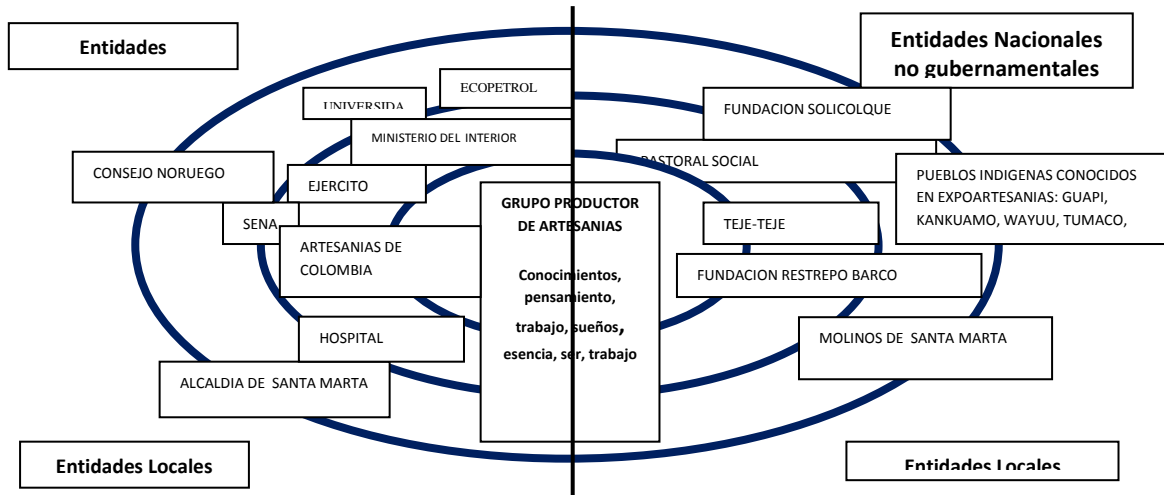 Entidades
Entidades Nacionales
no gubernamentales
ECOPETROL
UNIVERSIDA
MINISTERIO DEL INTERIOR
FUNDACION SOLICOLQUE
CONSEJO NORUEGO
EJERCITO
PASTORAL SOCIAL
PUEBLOS INDIGENAS CONOCIDOS
EN EXPOARTESANIAS: GUAPI,
KANKUAMO, WAYUU, TUMACO,
SENA
ARTESANIAS DE
COLOMBIA
GRUPO PRODUCTOR
DE ARTESANIAS
Conocimientos,
pensamiento,
trabajo, sueños,
esencia, ser, trabajo
TEJE-TEJE
FUNDACION RESTREPO BARCO
HOSPITAL
MOLINOS DE SANTA MARTA
ALCALDIA DE SANTA MARTA
Entidades Locales
Entidades Locales